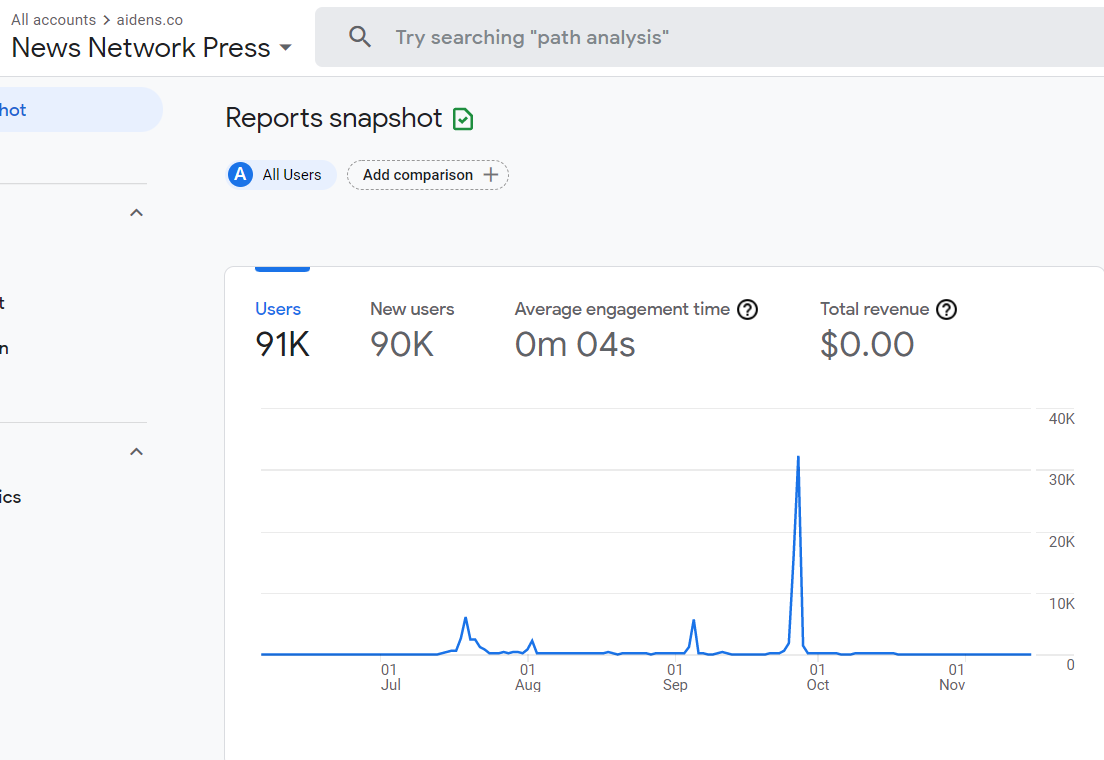 All accounts > aidens.co
News Network Press
Try searching "path analysis"
hot
t
n
ics
Reports snapshot
A All Users
Add comparison +
Users
91K
New users
90K
Average engagement time ?
0m 04s
Total revenue ?
$0.00
40K
30K
20K
10K
0
01 Jul
01 Aug
01 Sep
01 Oct
01 Nov